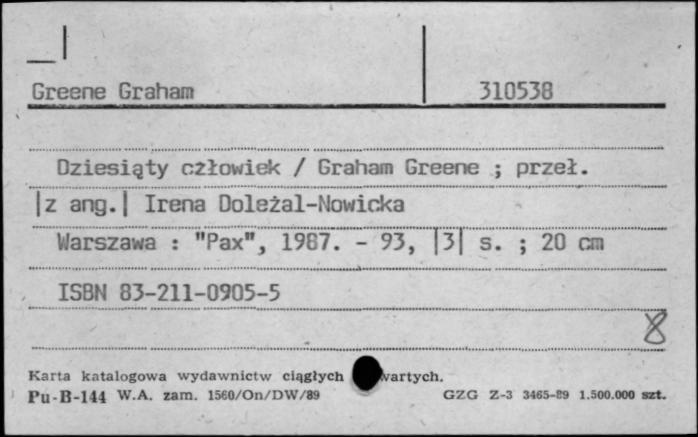 Greene Graham 310538
Dziesiąty człowiek / Graham Greene ; przeł.
|z ang.| Irena Doleżal-Nowicka
Warszawa : "Pax", 1987. - 93, |3| s. ; 20 cm
ISBN 83-211-0905-5
8
Karta katalogowa wydawnictw ciągłych wartych.
Pu-B-144 W.A. zam. 1560/On/DW/89 GZG Z-3 3465-89 1.500.000 szt.